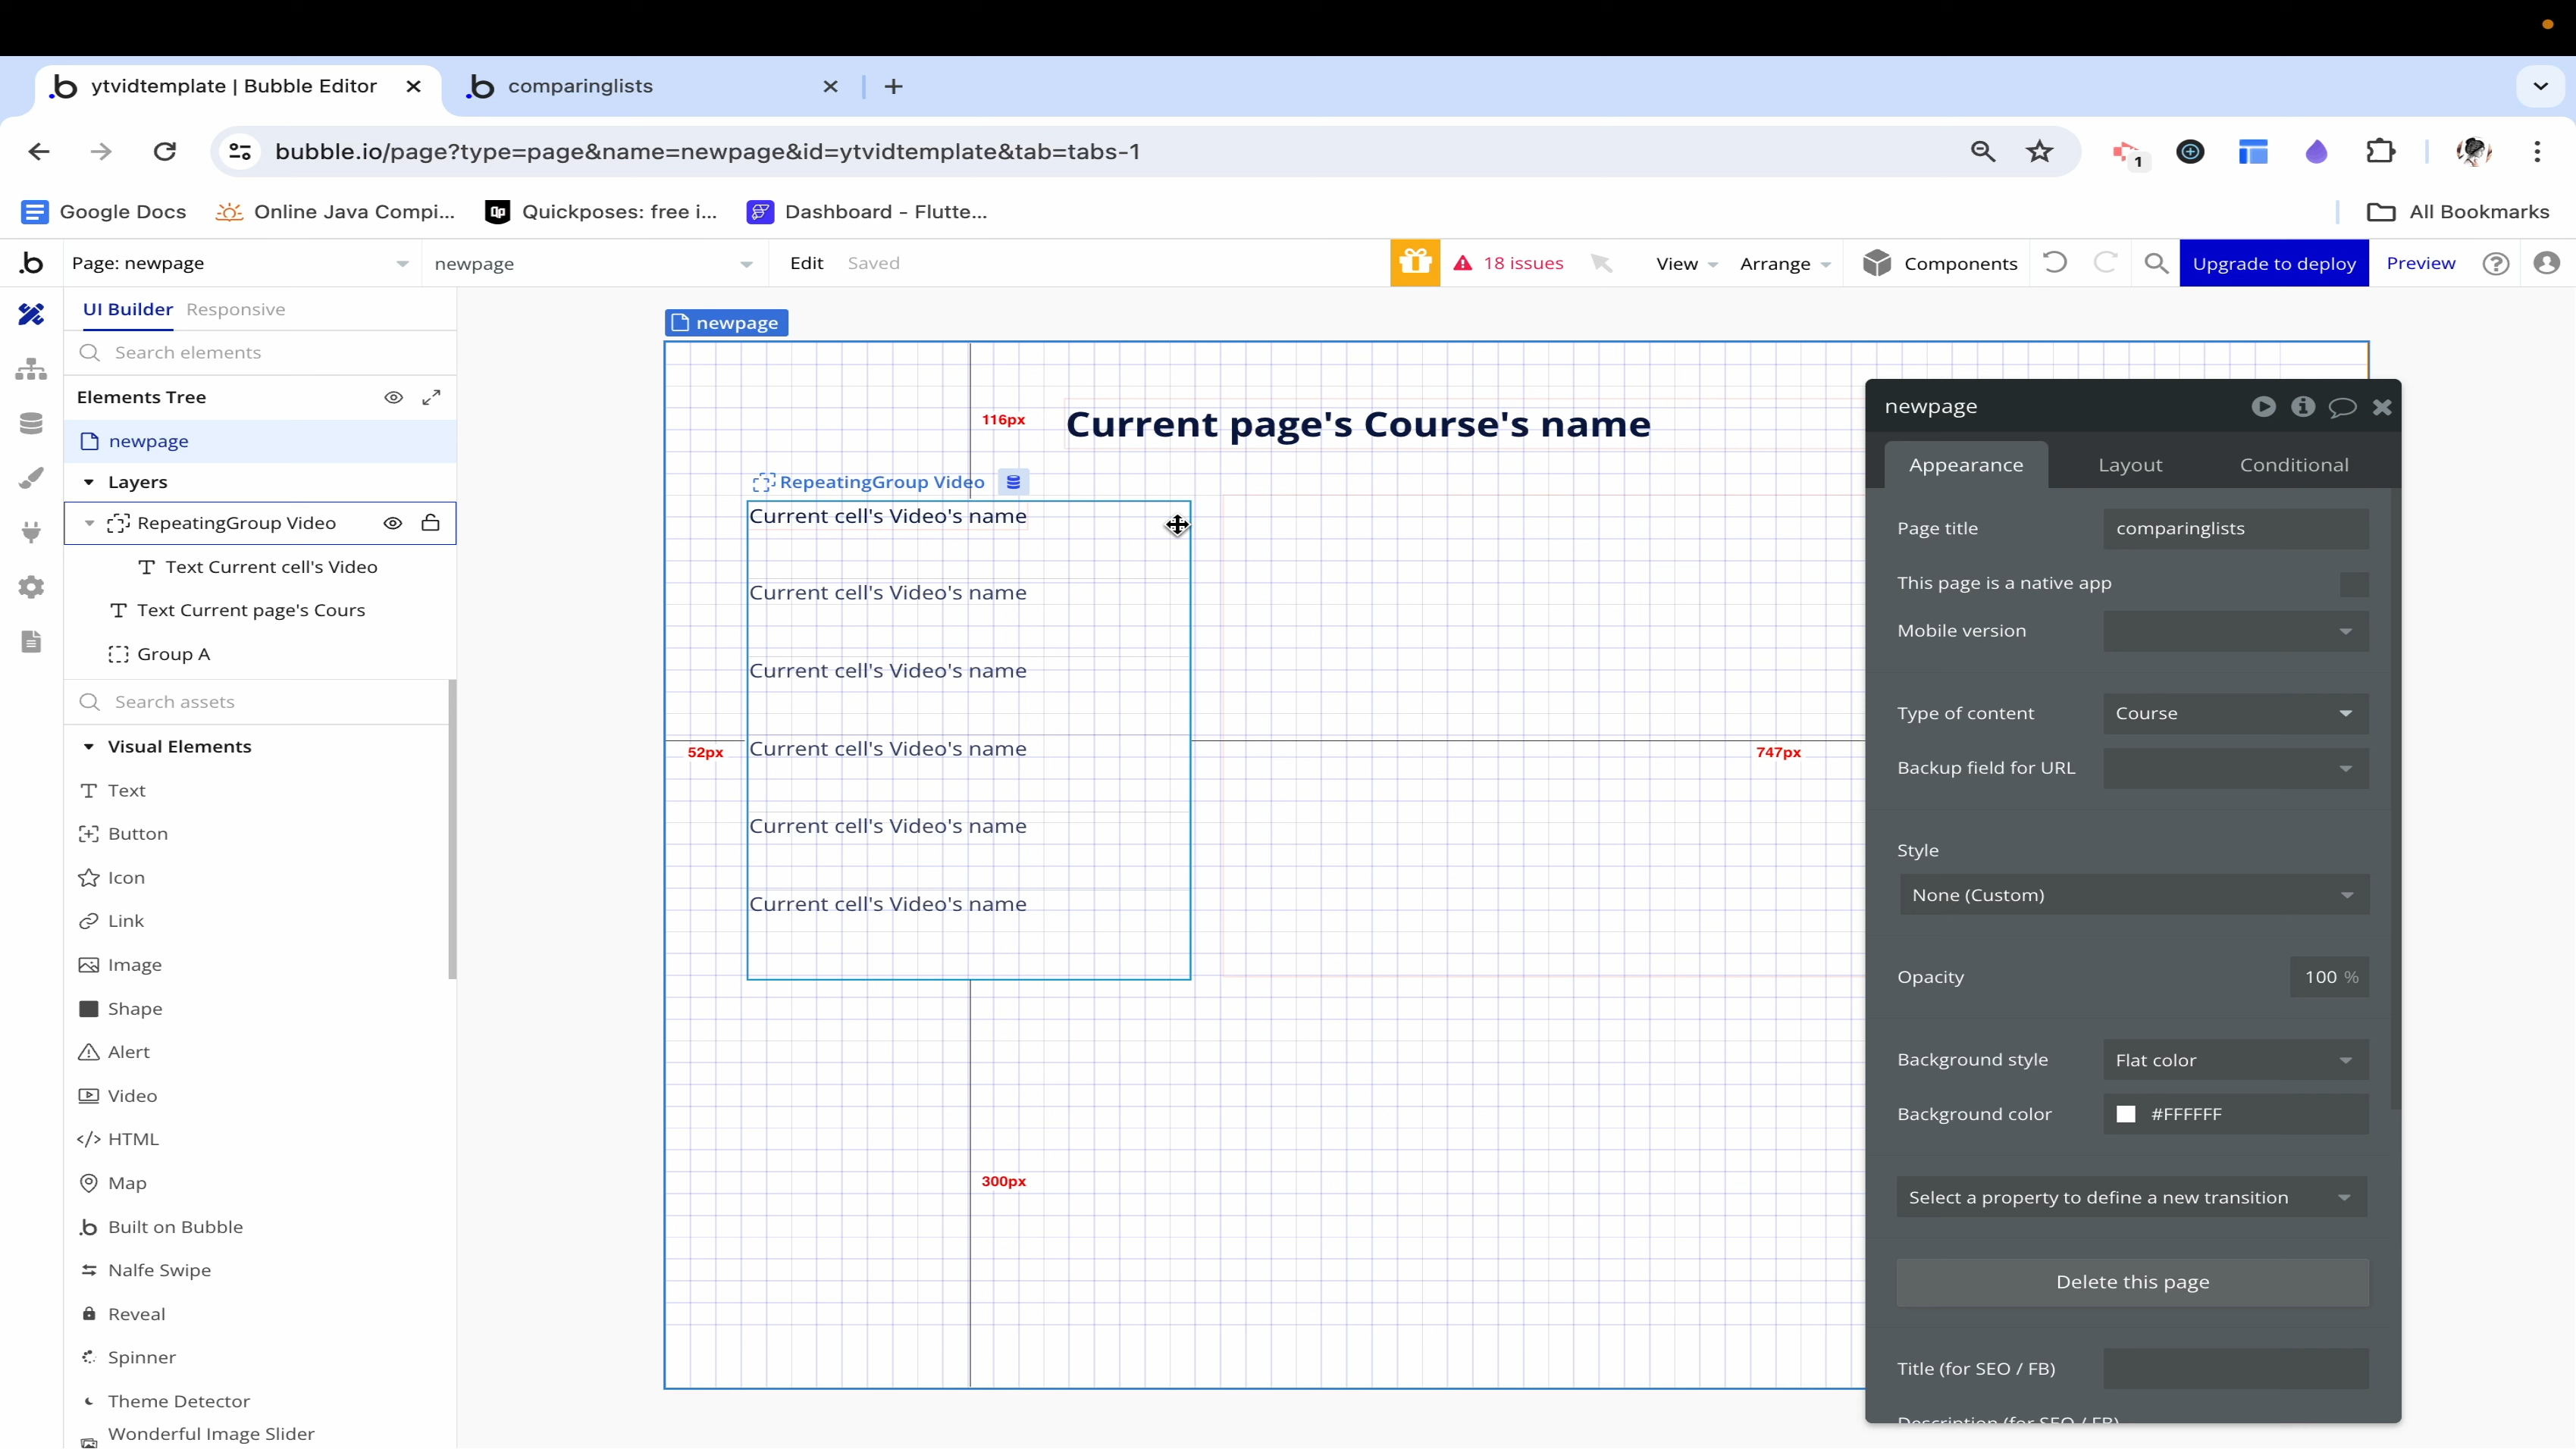 ytvidtemplate | Bubble Editor
comparinglists
bubble.io/page?type=page&name=newpage&id=ytvidtemplate&tab=tabs-1
1
Google Docs
Online Java Compi...
Quickposes: free i...
Dashboard - Flutte...
All Bookmarks
Page: newpage
newpage
Edit
Saved
18 issues
View
Arrange
Components
Upgrade to deploy
Preview
UI Builder
Responsive
Search elements
Elements Tree
newpage
Layers
RepeatingGroup Video
Text Current cell's Video
Text Current page's Cours
Group A
Search assets
Visual Elements
Text
Button
Icon
Link
Image
Shape
Alert
Video
HTML
Map
Built on Bubble
Nalfe Swipe
Reveal
Spinner
Theme Detector
Wonderful Image Slider
newpage
116px
Current page's Course's name
RepeatingGroup Video
Current cell's Video's name
Current cell's Video's name
Current cell's Video's name
52px
Current cell's Video's name
747px
Current cell's Video's name
Current cell's Video's name
300px
newpage
Appearance
Layout
Conditional
Page title
comparinglists
This page is a native app
Mobile version
Type of content
Course
Backup field for URL
Style
None (Custom)
Opacity
100 %
Background style
Flat color
Background color
#FFFFFF
Select a property to define a new transition
Delete this page
Title (for SEO / FB)
Description (for SEO / FB)